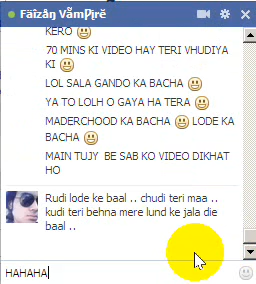 Fäïzåŋ VãmƤįrë
KERO
70 MINS KI VIDEO HAY TERI VHUDIYA
KI
LOL SALA GANDO KA BACHA
YA TO LOLH O GAYA HA TERA
MADERCHOOD KA BACHA LODE KA
BACHA
MAIN TUJY BE SAB KO VIDEO DIKHAT
HO
Rudi lode ke baal .. chudi teri maa ..
kudi teri behna mere lund ke jala die
baal ..
HAHAHA